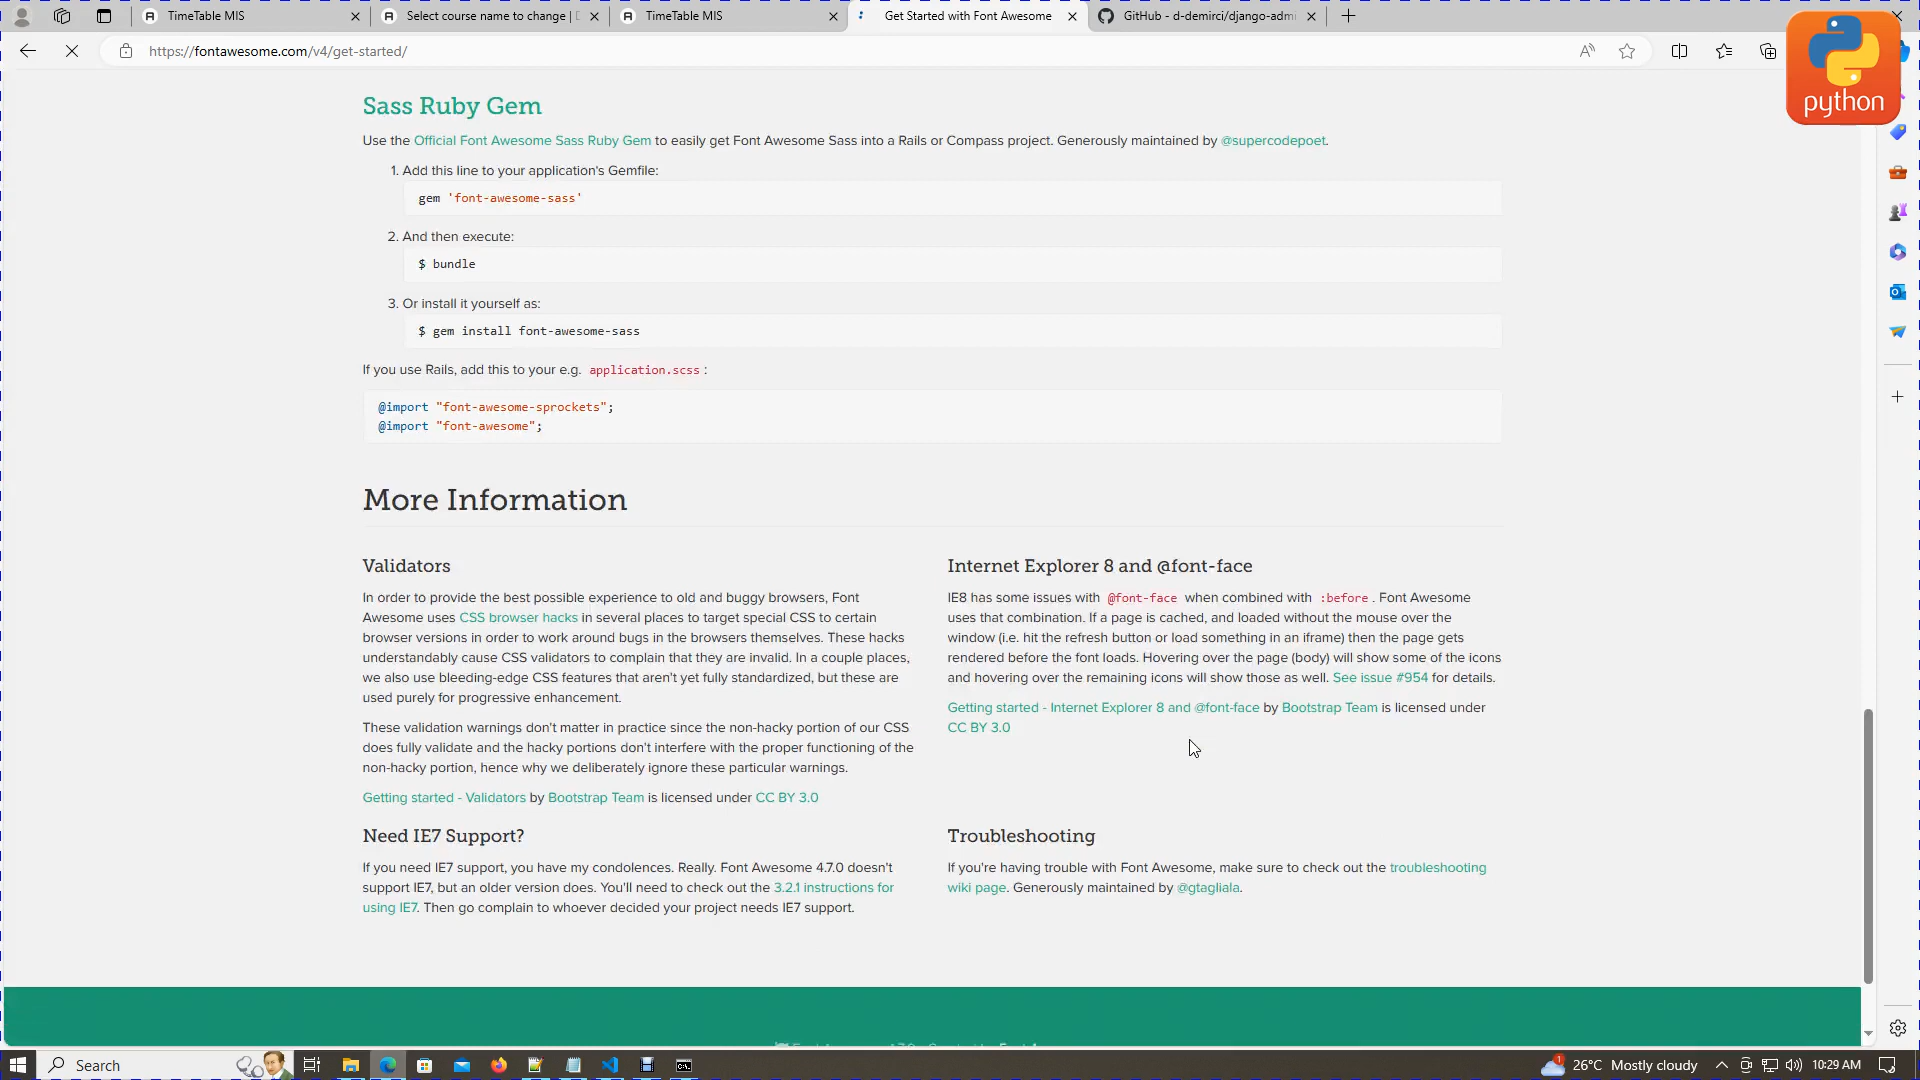 TimeTable MIS
Select course name to change | D
TimeTable MIS
Get Started with Font Awesome
GitHub - d-demirci/django-adm
https://fontawesome.com/v4/get-started/
python
Sass Ruby Gem
Use the Official Font Awesome Sass Ruby Gem to easily get Font Awesome Sass into a Rails or Compass project. Generously maintained by @supercodepoet.
1. Add this line to your application's Gemfile:
gem 'font-awesome-sass'
2. And then execute:
$ bundle
3. Or install it yourself as:
$ gem install font-awesome-sass
If you use Rails, add this to your e.g. application.scss :
@import "font-awesome-sprockets";
@import "font-awesome";
More Information
Validators
In order to provide the best possible experience to old and buggy browsers, Font
Awesome uses CSS browser hacks in several places to target special CSS to certain
browser versions in order to work around bugs in the browsers themselves. These hacks
understandably cause CSS validators to complain that they are invalid. In a couple places,
we also use bleeding-edge CSS features that aren't yet fully standardized, but these are
used purely for progressive enhancement.
These validation warnings don't matter in practice since the non-hacky portion of our CSS
does fully validate and the hacky portions don't interfere with the proper functioning of the
non-hacky portion, hence why we deliberately ignore these particular warnings.
Getting started - Validators by Bootstrap Team is licensed under CC BY 3.0
Internet Explorer 8 and @font-face
IE8 has some issues with @font-face when combined with :before . Font Awesome
uses that combination. If a page is cached, and loaded without the mouse over the
window (i.e. hit the refresh button or load something in an iframe) then the page gets
rendered before the font loads. Hovering over the page (body) will show some of the icons
and hovering over the remaining icons will show those as well. See issue #954 for details.
Getting started - Internet Explorer 8 and @font-face by Bootstrap Team is licensed under
CC BY 3.0
Need IE7 Support?
If you need IE7 support, you have my condolences. Really. Font Awesome 4.7.0 doesn't
support IE7, but an older version does. You'll need to check out the 3.2.1 instructions for
using IE7. Then go complain to whoever decided your project needs IE7 support.
Troubleshooting
If you're having trouble with Font Awesome, make sure to check out the troubleshooting
wiki page. Generously maintained by @gtagliala.
Search
1
26°C Mostly cloudy
10:29 AM